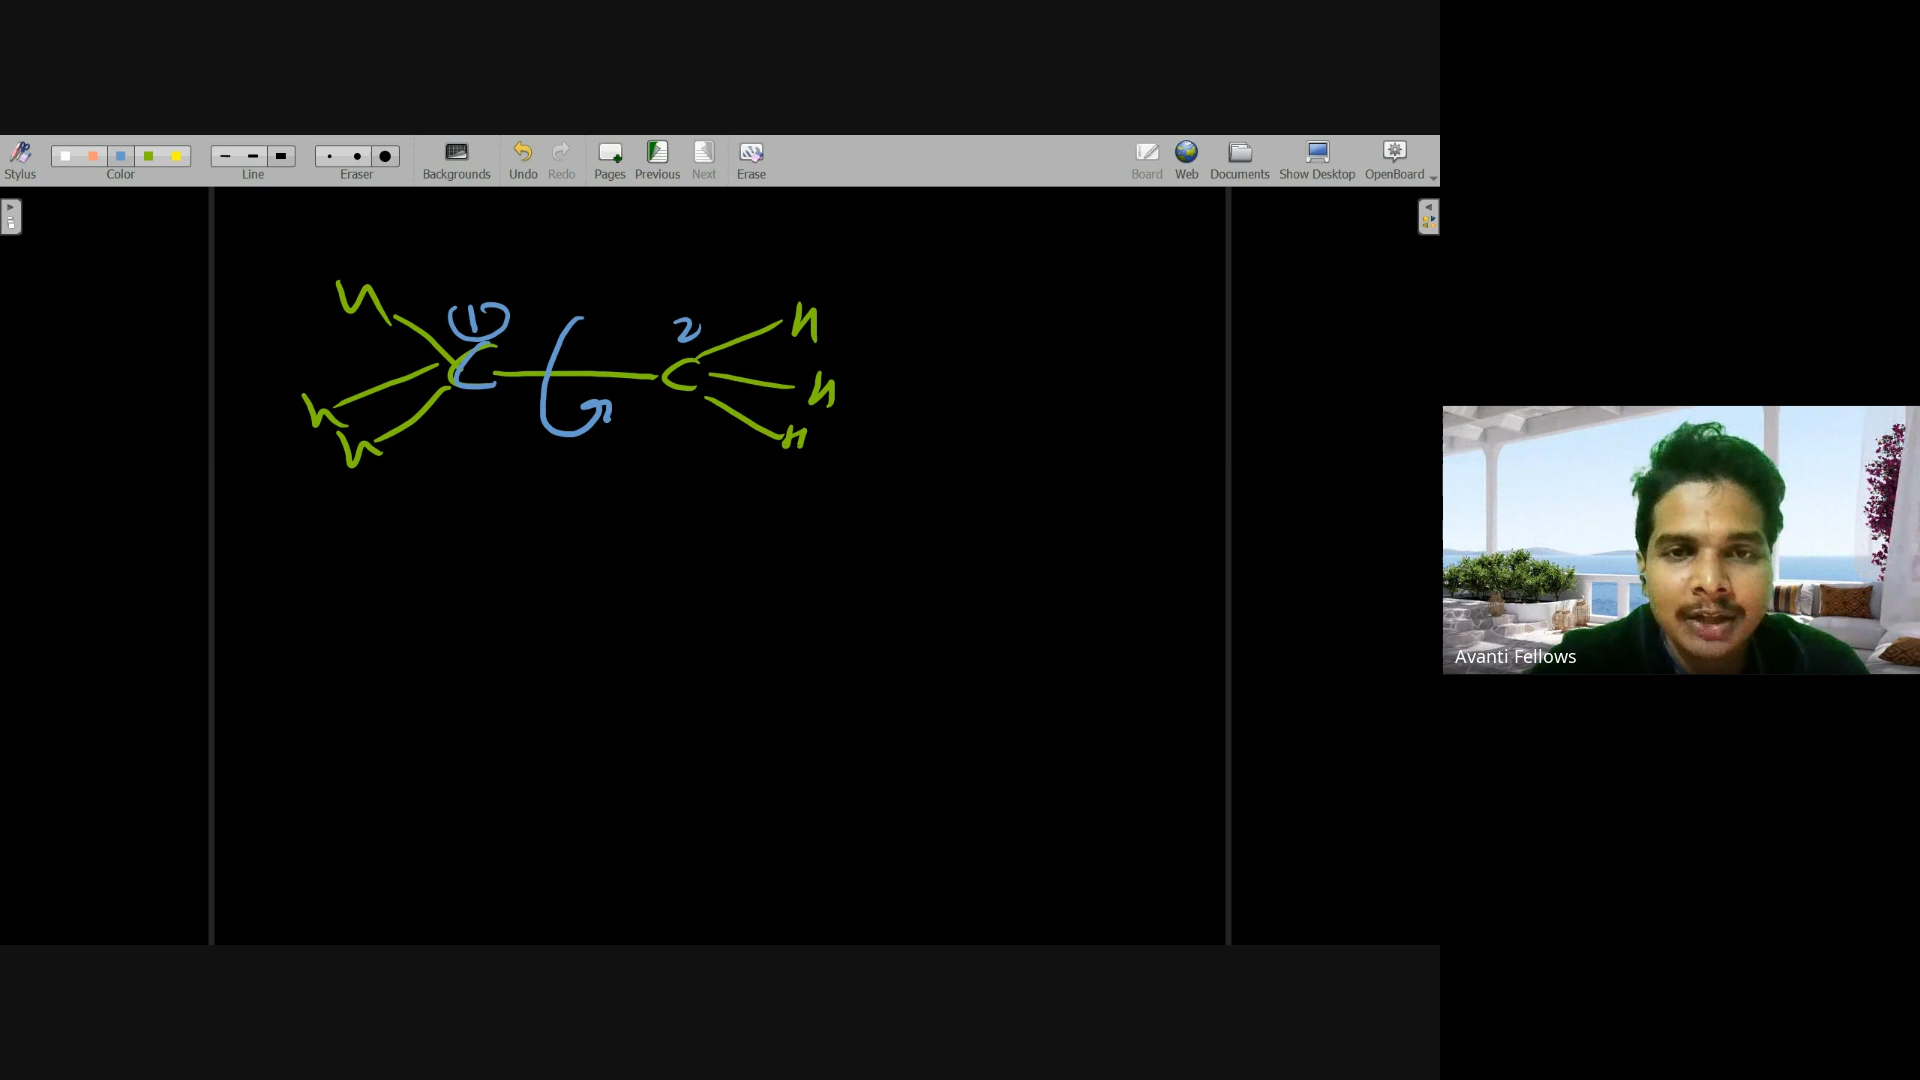 Stylus Color Line Eraser Backgrounds Undo Redo Pages Previous Next Erase Board Web Documents Show Desktop OpenBoard
H ① 2 H
C C H
H H
H
Avanti Fellows